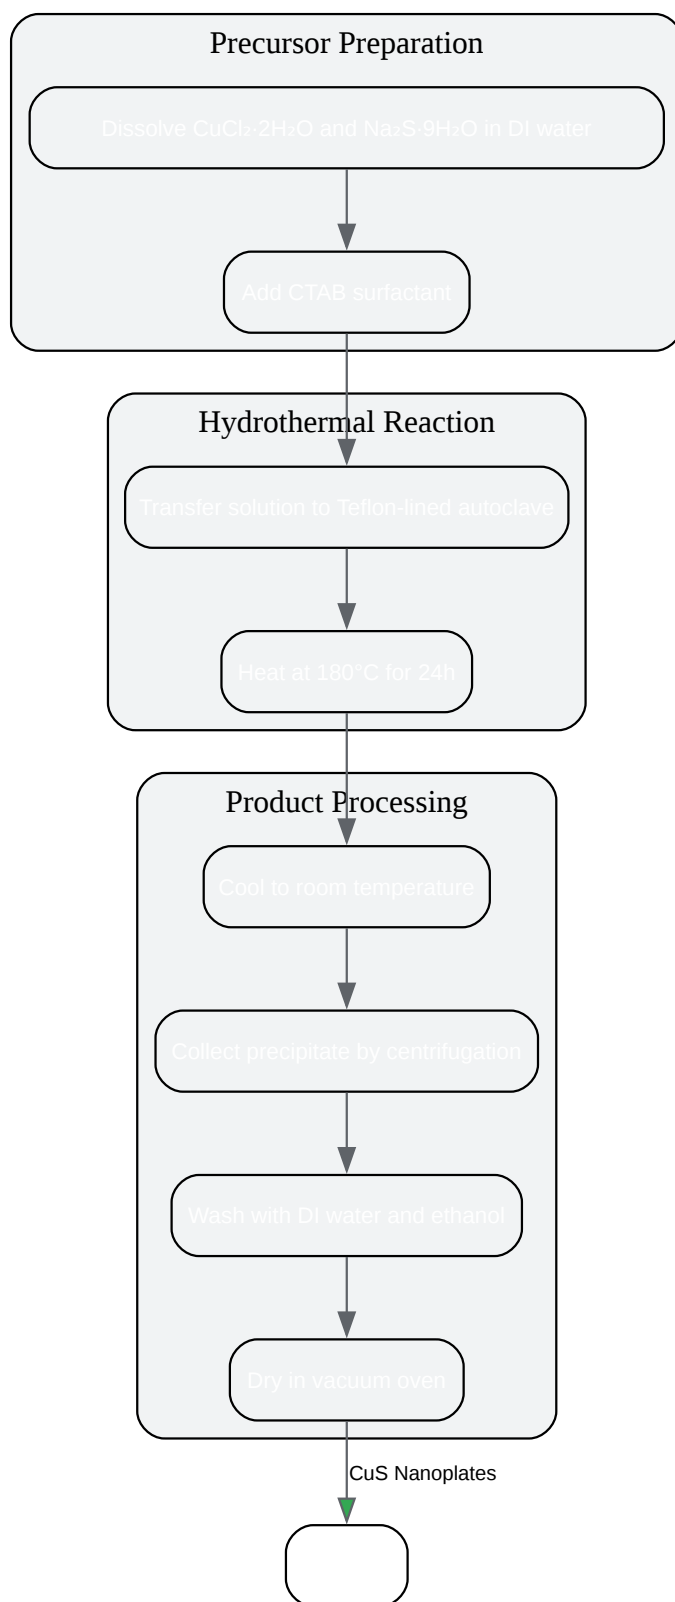 Precursor Preparation
Dissolve CuCl₂·2H₂O and Na₂S·9H₂O in DI water
Add CTAB surfactant
Hydrothermal Reaction
Transfer solution to Teflon-lined autoclave
Heat at 180°C for 24h
Product Processing
Cool to room temperature
Collect precipitate by centrifugation
Wash with DI water and ethanol
Dry in vacuum oven
CuS Nanoplates